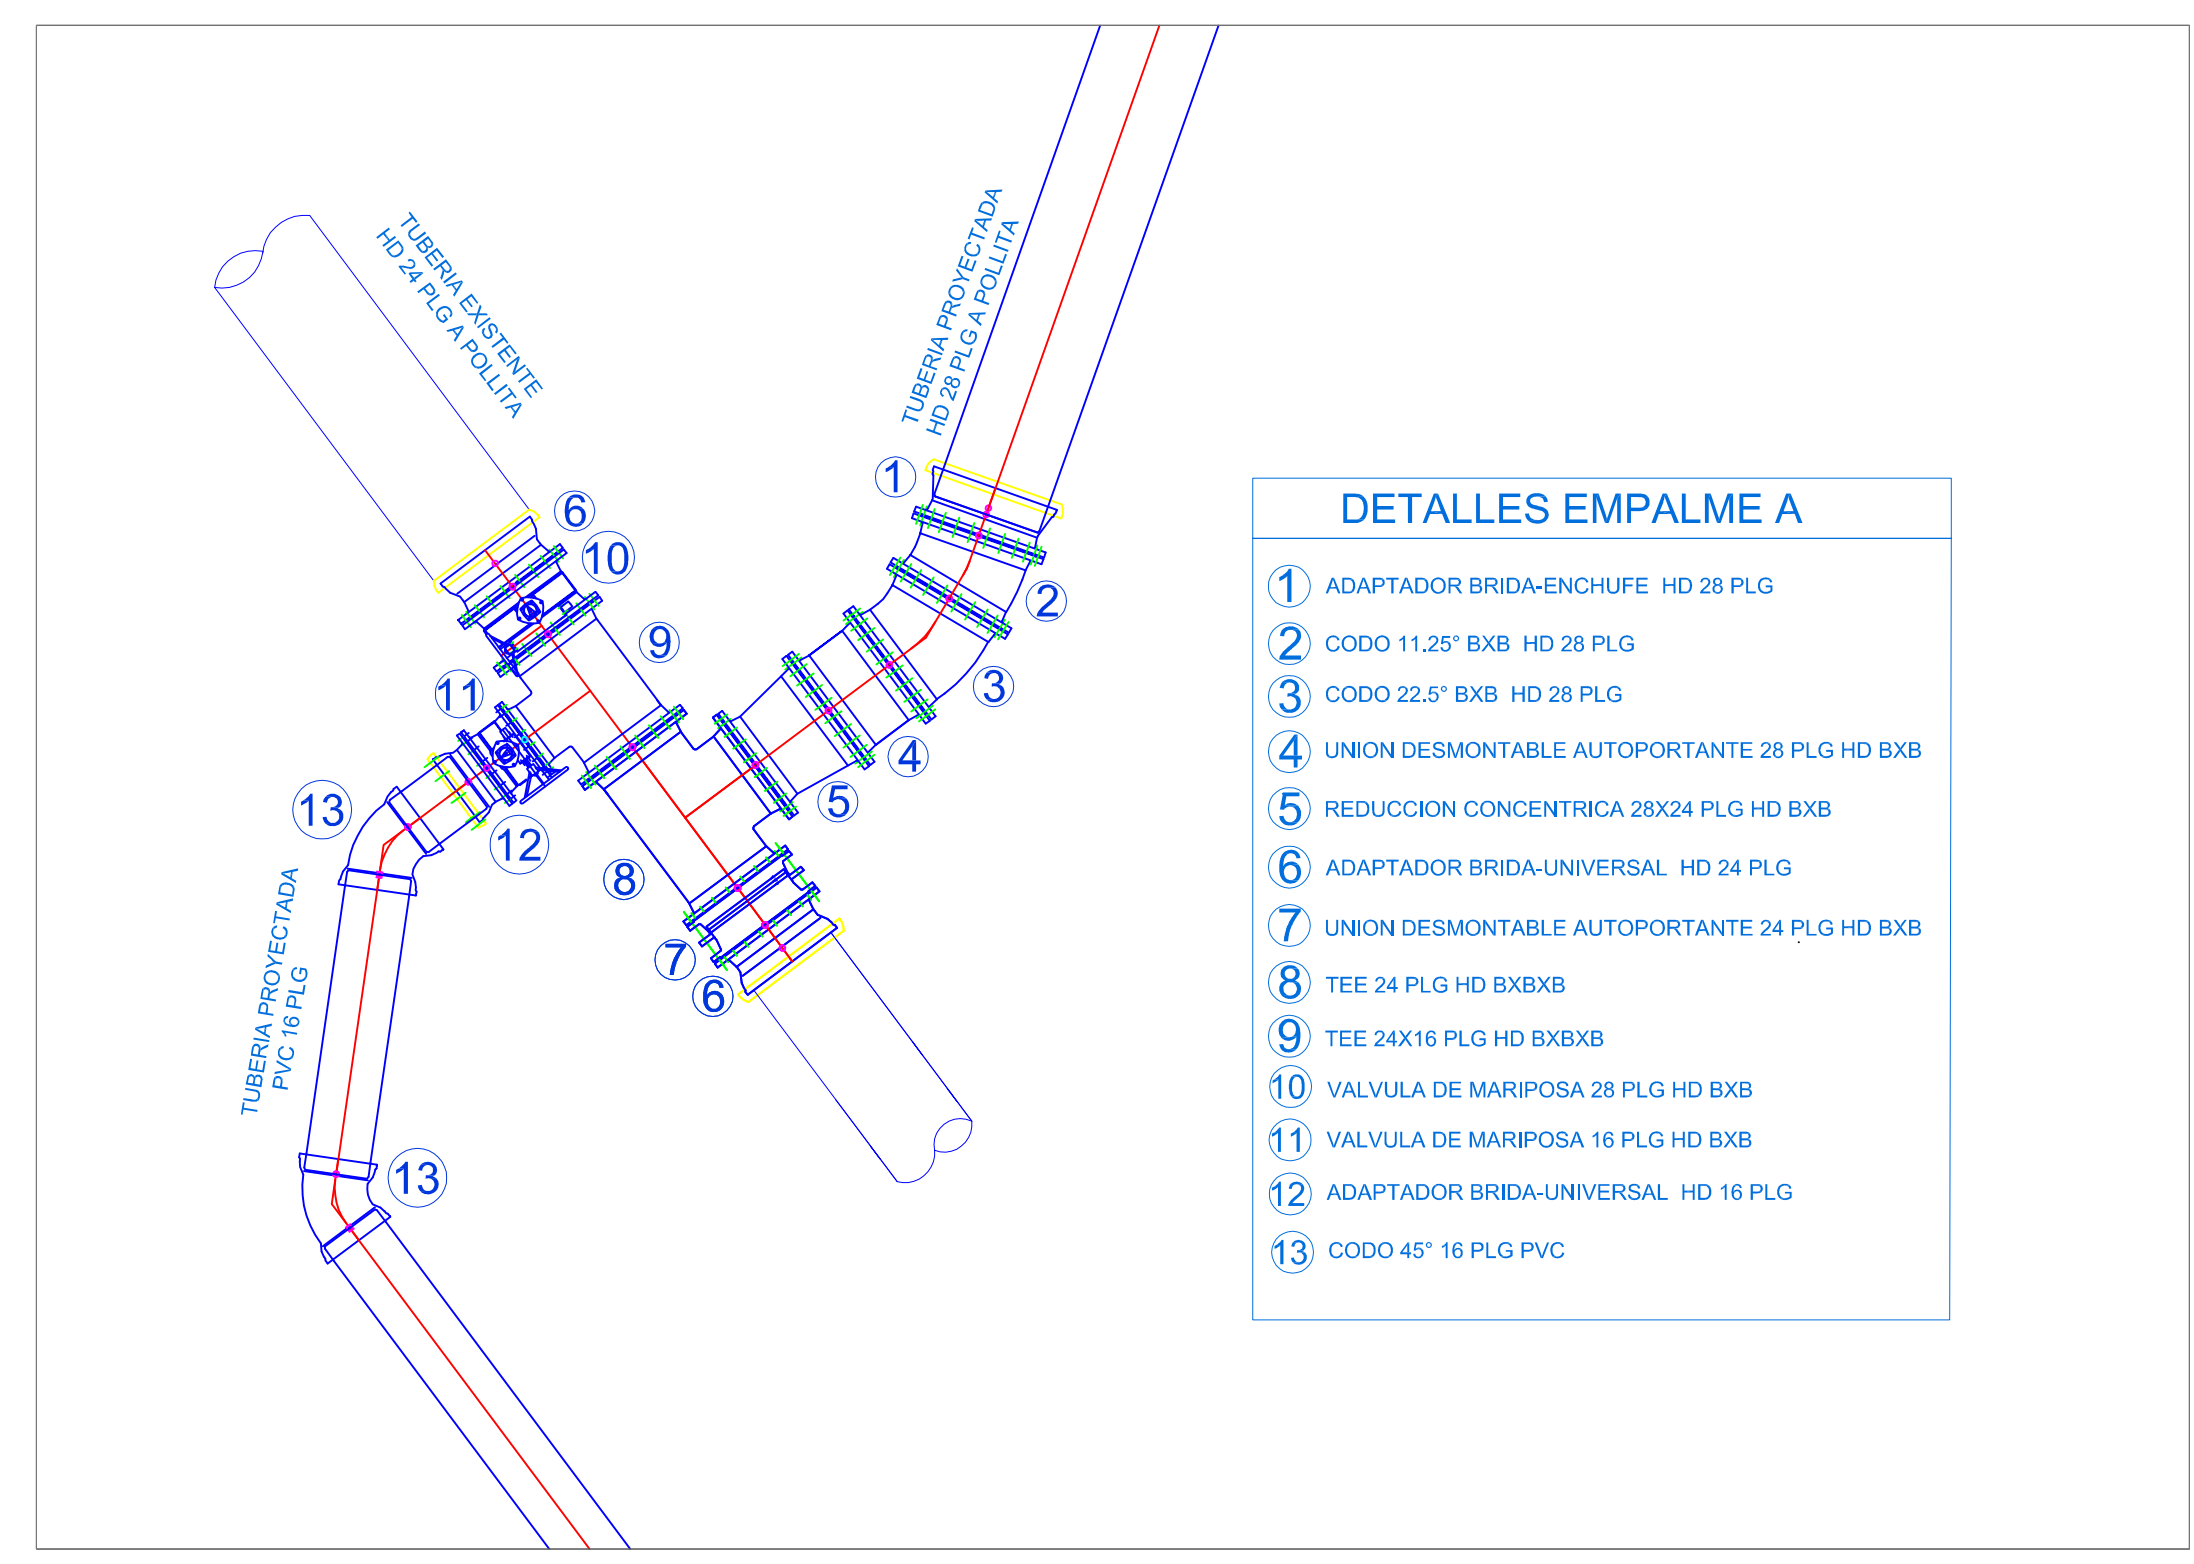 TUBERIA EXISTENTE
HD 24 PLG A POLLITA
TUBERIA PROYECTADA
HD 28 PLG A POLLITA
1
6
10
2
9
3
11
4
5
13
12
8
7
6
TUBERIA PROYECTADA
PVC 16 PLG
13
DETALLES EMPALME A
1 ADAPTADOR BRIDA-ENCHUFE HD 28 PLG
2 CODO 11.25° BXB HD 28 PLG
3 CODO 22.5° BXB HD 28 PLG
4 UNION DESMONTABLE AUTOPORTANTE 28 PLG HD BXB
5 REDUCCION CONCENTRICA 28X24 PLG HD BXB
6 ADAPTADOR BRIDA-UNIVERSAL HD 24 PLG
7 UNION DESMONTABLE AUTOPORTANTE 24 PLG HD BXB
8 TEE 24 PLG HD BXBXB
9 TEE 24X16 PLG HD BXBXB
10 VALVULA DE MARIPOSA 28 PLG HD BXB
11 VALVULA DE MARIPOSA 16 PLG HD BXB
12 ADAPTADOR BRIDA-UNIVERSAL HD 16 PLG
13 CODO 45° 16 PLG PVC